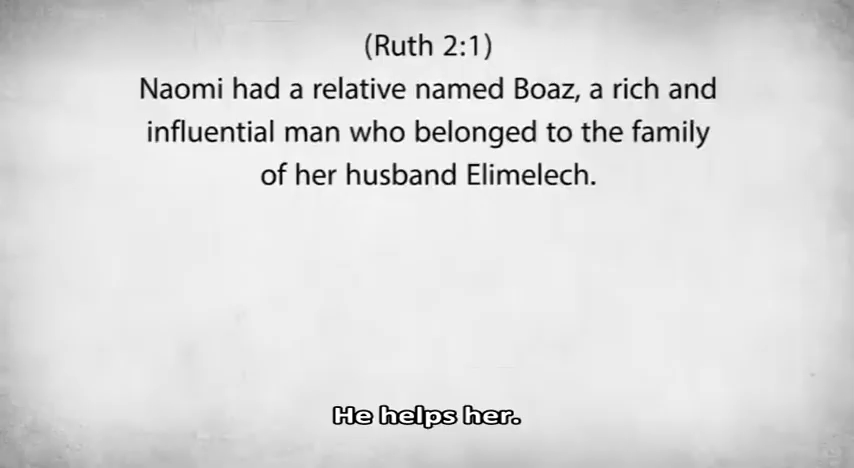 (Ruth 2:1)
Naomi had a relative named Boaz, a rich and
influential man who belonged to the family
of her husband Elimelech.
He helps her.